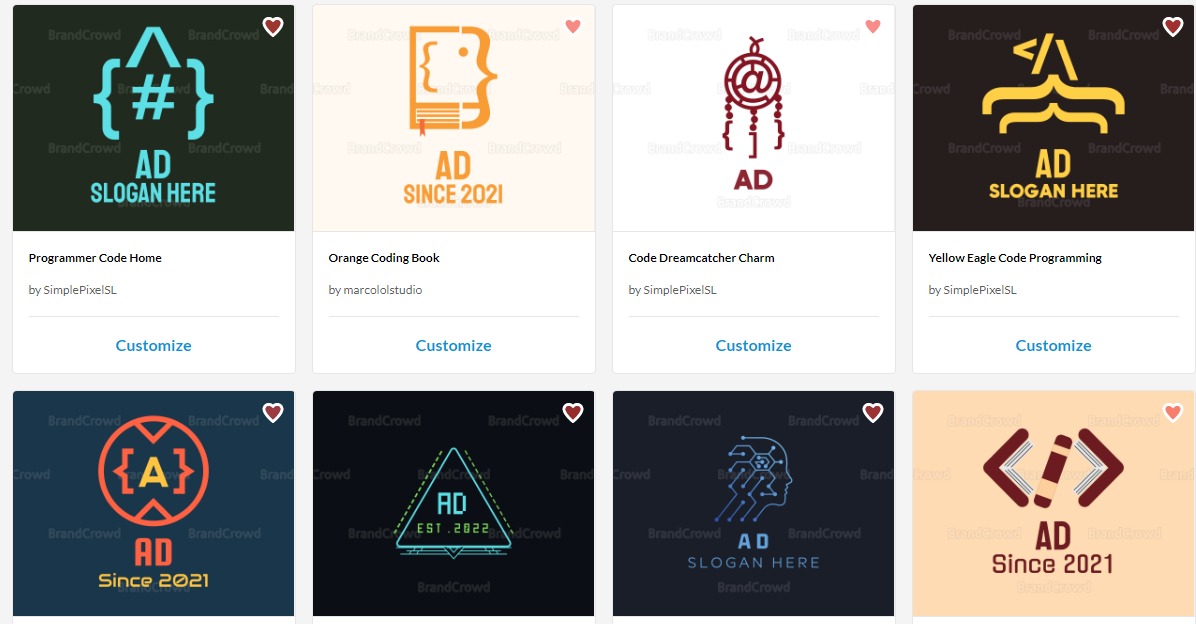 #
AD
SLOGAN HERE
AD
SINCE 2021
@
AD
</A
AD
SLOGAN HERE
Programmer Code Home
by SimplePixelSL
Customize
Orange Coding Book
by marcololstudio
Customize
Code Dreamcatcher Charm
by SimplePixelSL
Customize
Yellow Eagle Code Programming
by SimplePixelSL
Customize
{A}
AD
Since 2021
AD
EST.2022
AD
SLOGAN HERE
AD
Since 2021
BrandCrowd